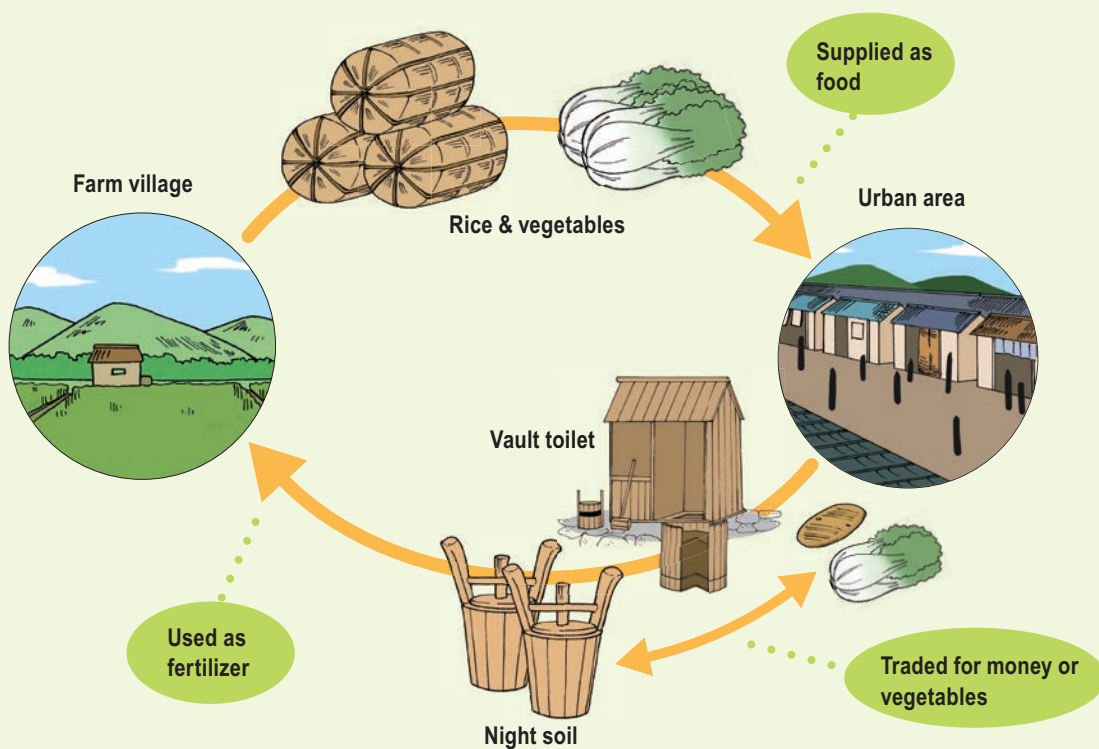 Supplied as
food
Farm village
Urban area
Rice & vegetables
Vault toilet
Used as
fertilizer
Traded for money or
vegetables
Night soil